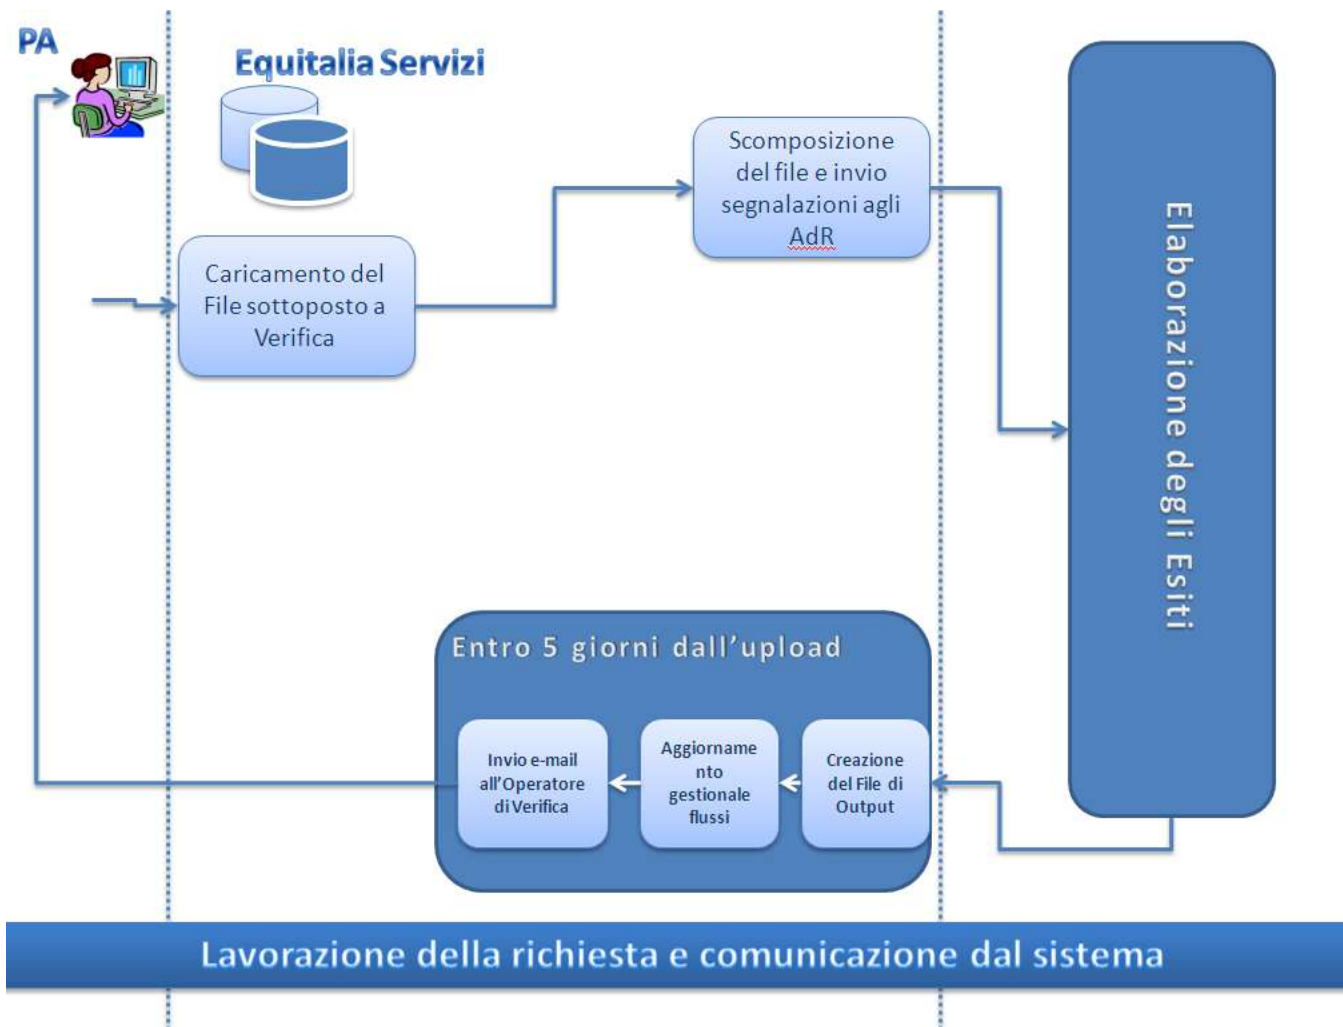 PA
Equitalia Servizi
Scomposizione
del file e invio
segnalazioni agli
AdR
Caricamento del
File sottoposto a
Verifica
Elaborazione degli Esiti
Entro 5 giorni dall'upload
Invio e-mail
all'Operatore
di Verifica
Aggiorname
nto
gestionale
flussi
Creazione
del File di
Output
Lavorazione della richiesta e comunicazione dal sistema